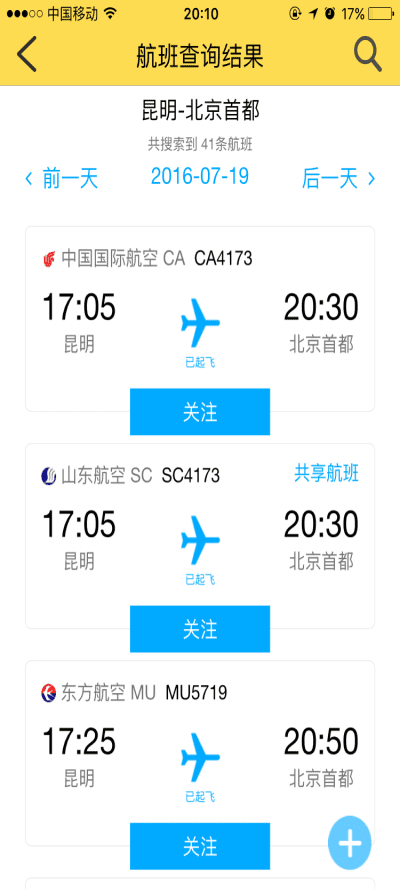 中国移动 20:10 17%
航班查询结果
昆明-北京首都
共搜索到 41条航班
前一天 2016-07-19 后一天
中国国际航空 CA CA4173
17:05 20:30
昆明 北京首都
已起飞
关注
山东航空 SC SC4173 共享航班
17:05 20:30
昆明 北京首都
已起飞
关注
东方航空 MU MU5719
17:25 20:50
昆明 北京首都
已起飞
关注